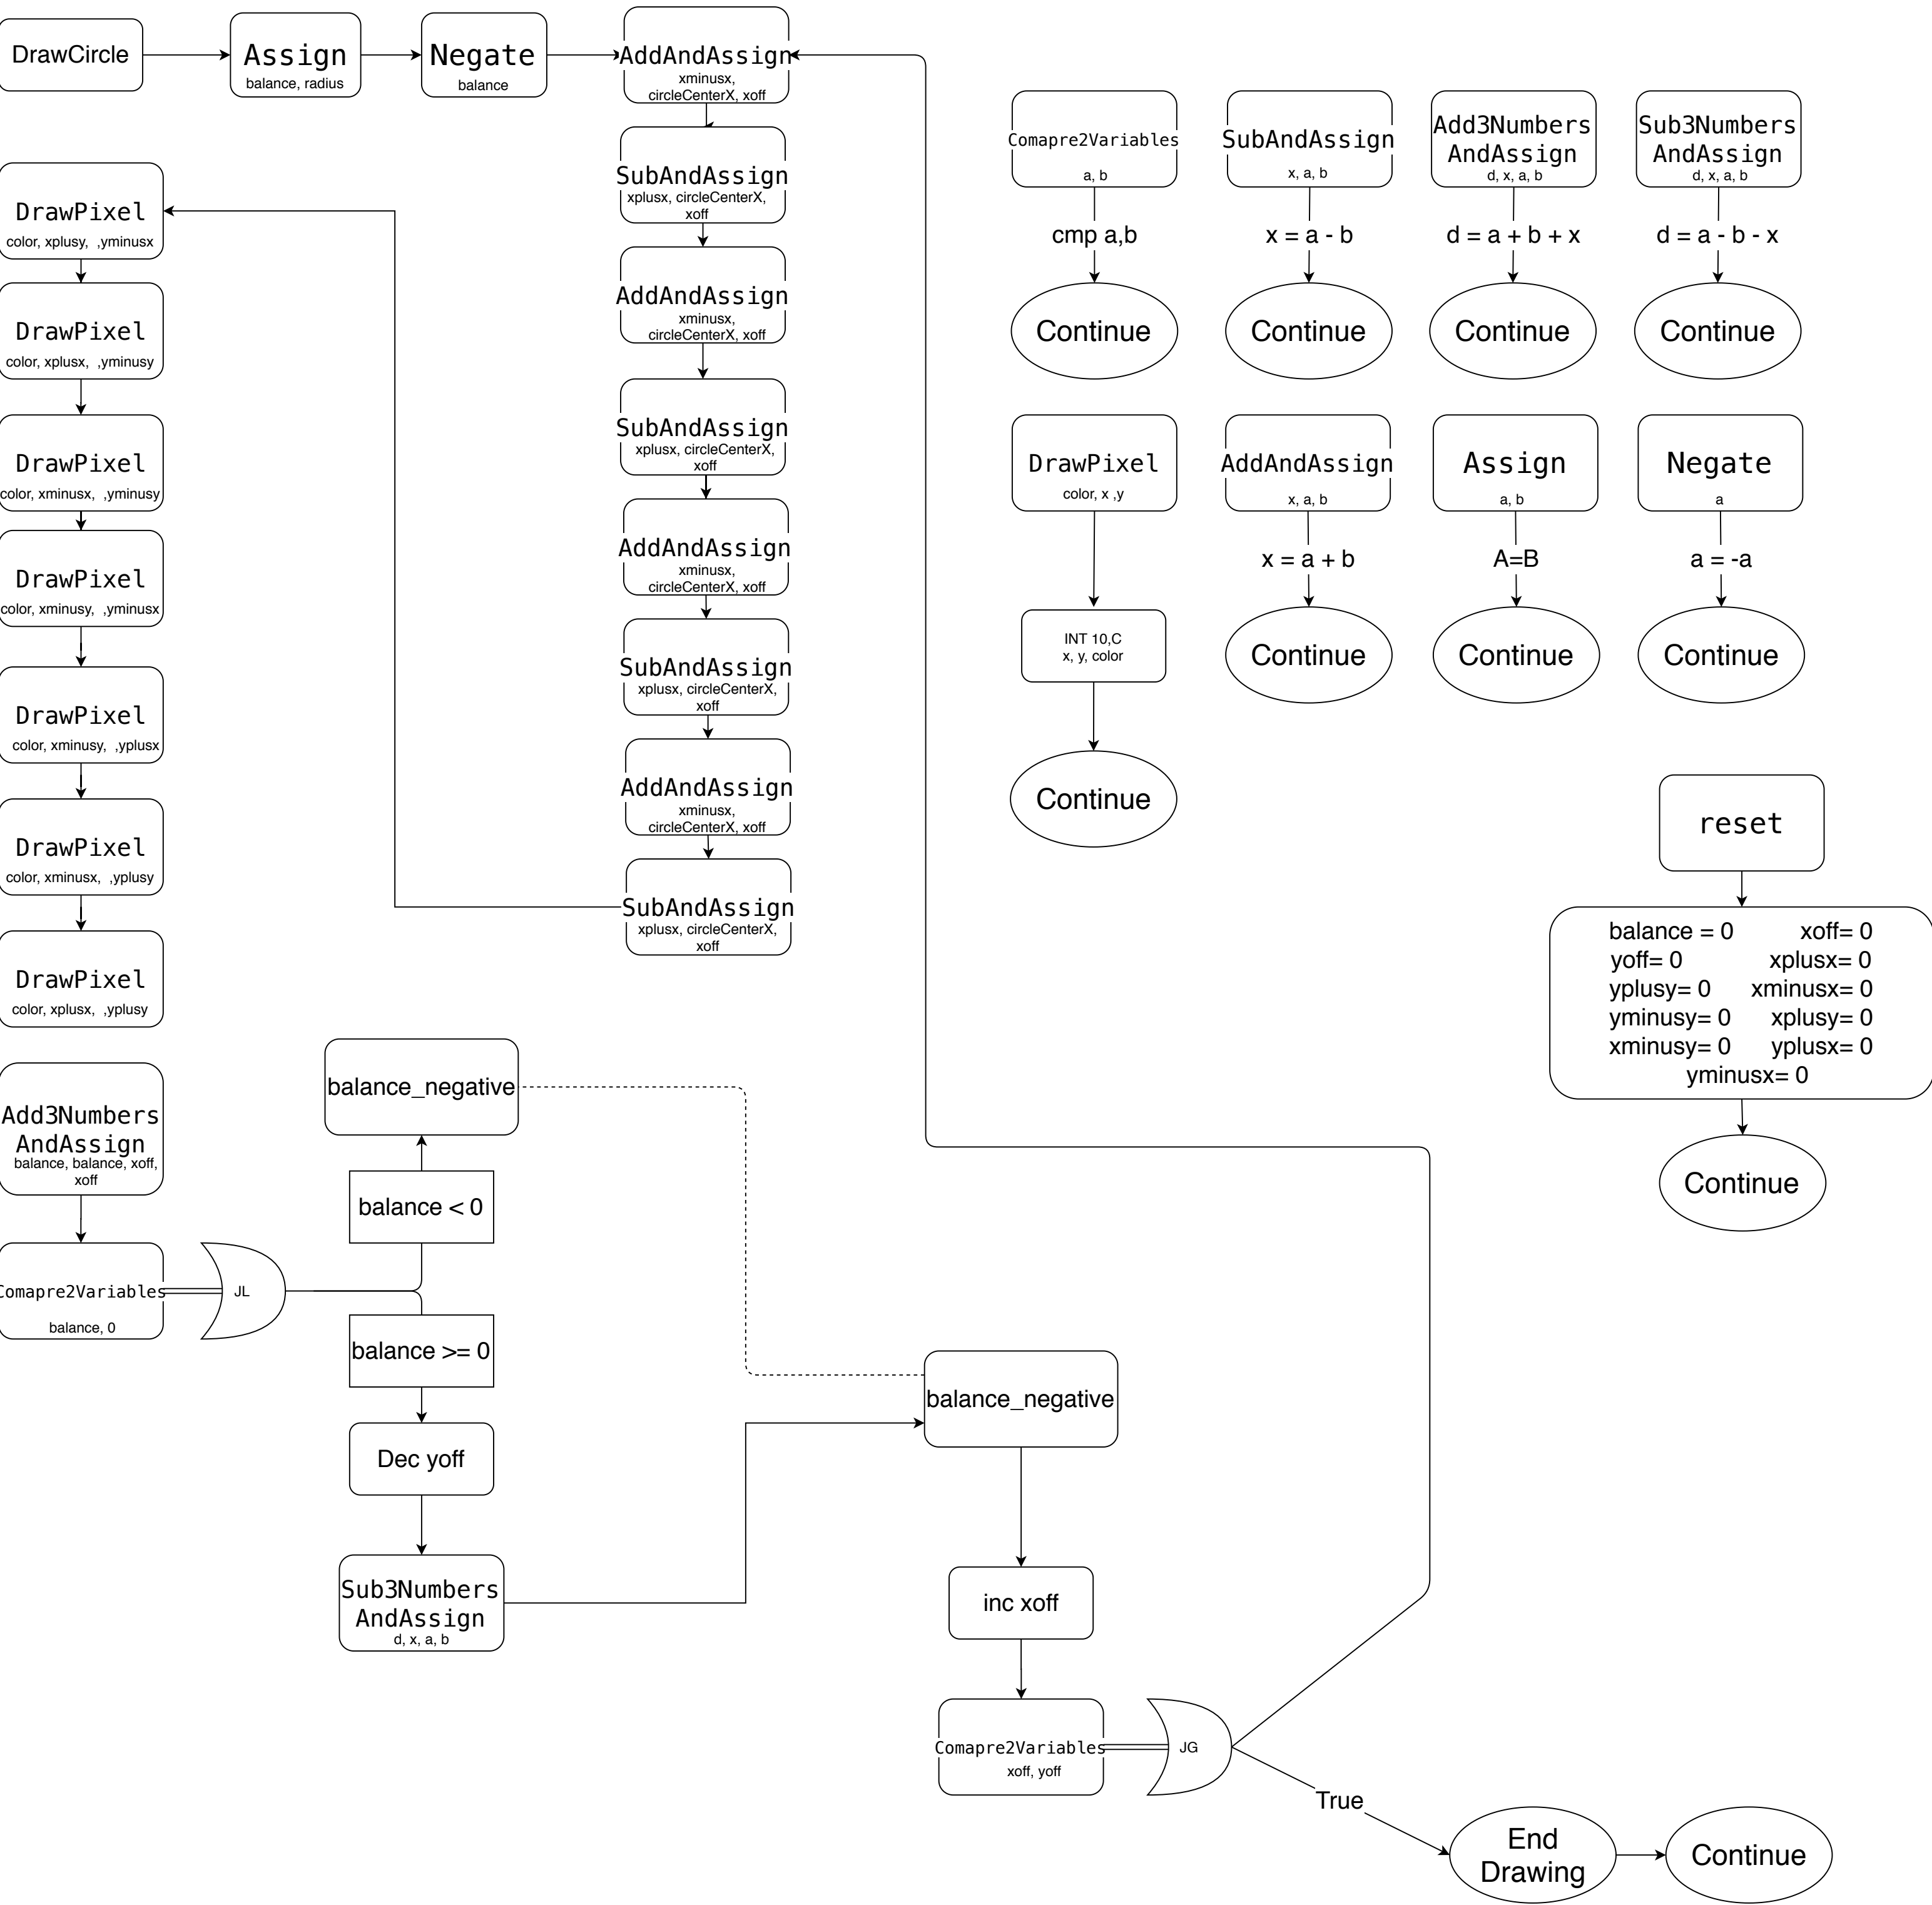 DrawCircle
Assign
balance, radius
Negate
balance
AddAndAssign
xminusx,
circleCenterX, xoff
SubAndAssign
xplusx, circleCenterX,
xoff
AddAndAssign
xminusx,
circleCenterX, xoff
SubAndAssign
xplusx, circleCenterX,
xoff
AddAndAssign
xminusx,
circleCenterX, xoff
SubAndAssign
xplusx, circleCenterX,
xoff
AddAndAssign
xminusx,
circleCenterX, xoff
SubAndAssign
xplusx, circleCenterX,
xoff
DrawPixel
color, xplusy,  ,yminusx
DrawPixel
color, xplusx,  ,yminusy
DrawPixel
color, xminusx,  ,yminusy
DrawPixel
color, xminusy,  ,yminusx
DrawPixel
color, xminusy,  ,yplusx
DrawPixel
color, xminusx,  ,yplusy
DrawPixel
color, xplusx,  ,yplusy
Add3Numbers
AndAssign
balance, balance, xoff,
xoff
Comapre2Variables
balance, 0
JL
balance_negative
balance < 0
balance >= 0
Dec yoff
Sub3Numbers
AndAssign
d, x, a, b
balance_negative
inc xoff
Comapre2Variables
xoff, yoff
JG
True
End
Drawing
Continue
Comapre2Variables
a, b
cmp a,b
Continue
SubAndAssign
x, a, b
x = a - b
Continue
Add3Numbers
AndAssign
d, x, a, b
d = a + b + x
Continue
Sub3Numbers
AndAssign
d, x, a, b
d = a - b - x
Continue
DrawPixel
color, x ,y
INT 10,C
x, y, color
Continue
AddAndAssign
x, a, b
x = a + b
Continue
Assign
a, b
A=B
Continue
Negate
a
a = -a
Continue
reset
balance = 0 xoff= 0
yoff= 0 xplusx= 0
yplusy= 0 xminusx= 0
yminusy= 0 xplusy= 0
xminusy= 0 yplusx= 0
yminusx= 0
Continue